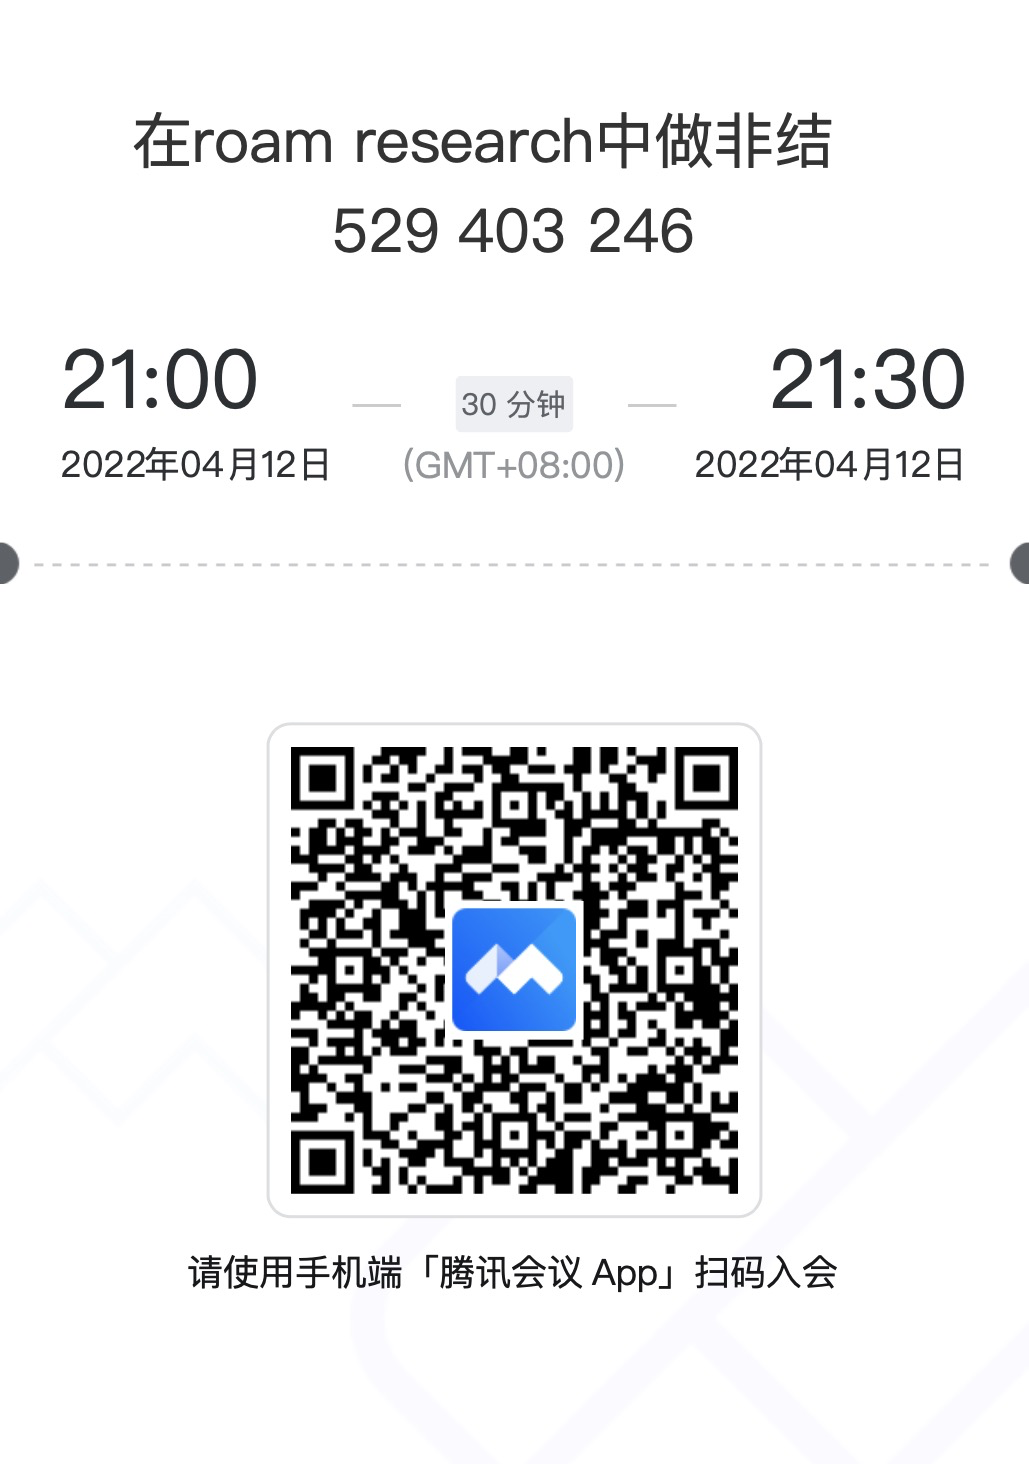 在roam research中做非结
529 403 246
21:00
30 分钟
21:30
2022年04月12日
(GMT+08:00)
2022年04月12日
请使用手机端「腾讯会议 App」扫码入会